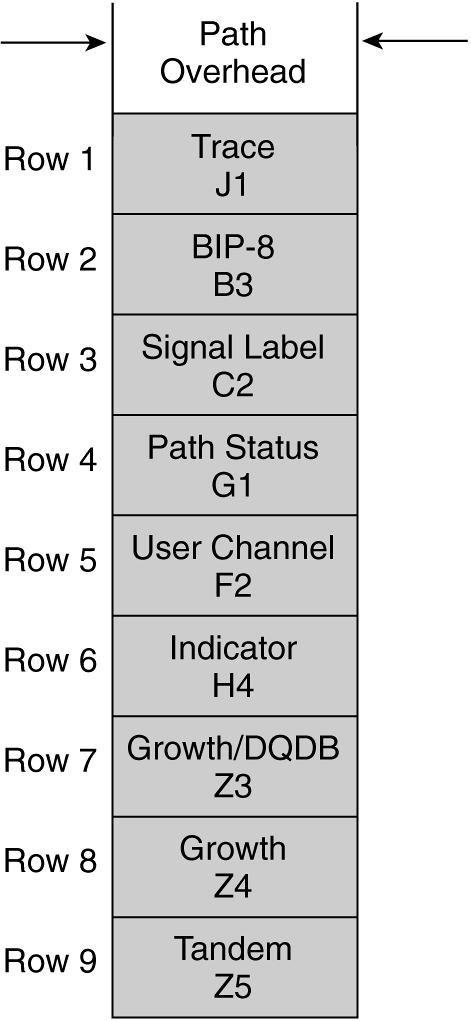 Path
Overhead
Row 1
Trace
J1
Row 2
BIP-8
B3
Row 3
Signal Label
C2
Row 4
Path Status
G1
Row 5
User Channel
F2
Row 6
Indicator
H4
Row 7
Growth/DQDB
Z3
Row 8
Growth
Z4
Row 9
Tandem
Z5